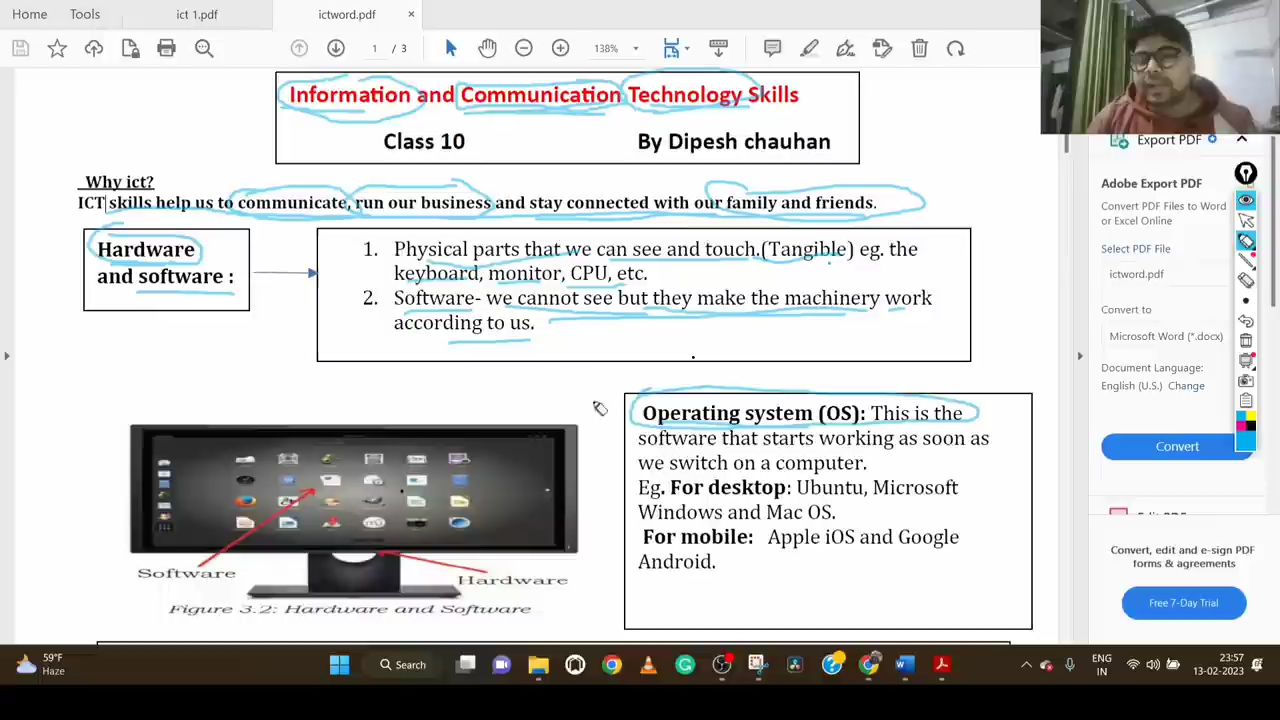 Home Tools ict 1.pdf ictword.pdf ×
1 / 3 138%
Information and Communication Technology Skills
Class 10 By Dipesh chauhan
Why ict?
ICT skills help us to communicate, run our business and stay connected with our family and friends.
Hardware
and software :
1. Physical parts that we can see and touch.(Tangible) eg. the
keyboard, monitor, CPU, etc.
2. Software- we cannot see but they make the machinery work
according to us.
Software
Hardware
Figure 3.2: Hardware and Software
Operating system (OS): This is the
software that starts working as soon as
we switch on a computer.
Eg. For desktop: Ubuntu, Microsoft
Windows and Mac OS.
For mobile: Apple iOS and Google
Android.
Export PDF
Adobe Export PDF
Convert PDF Files to Word
or Excel Online
Select PDF File
ictword.pdf
Convert to
Microsoft Word (*.docx)
Document Language:
English (U.S.) Change
Convert
Convert, edit and e-sign PDF
forms & agreements
Free 7-Day Trial
59°F
Haze
Search
ENG
IN
23:57
13-02-2023